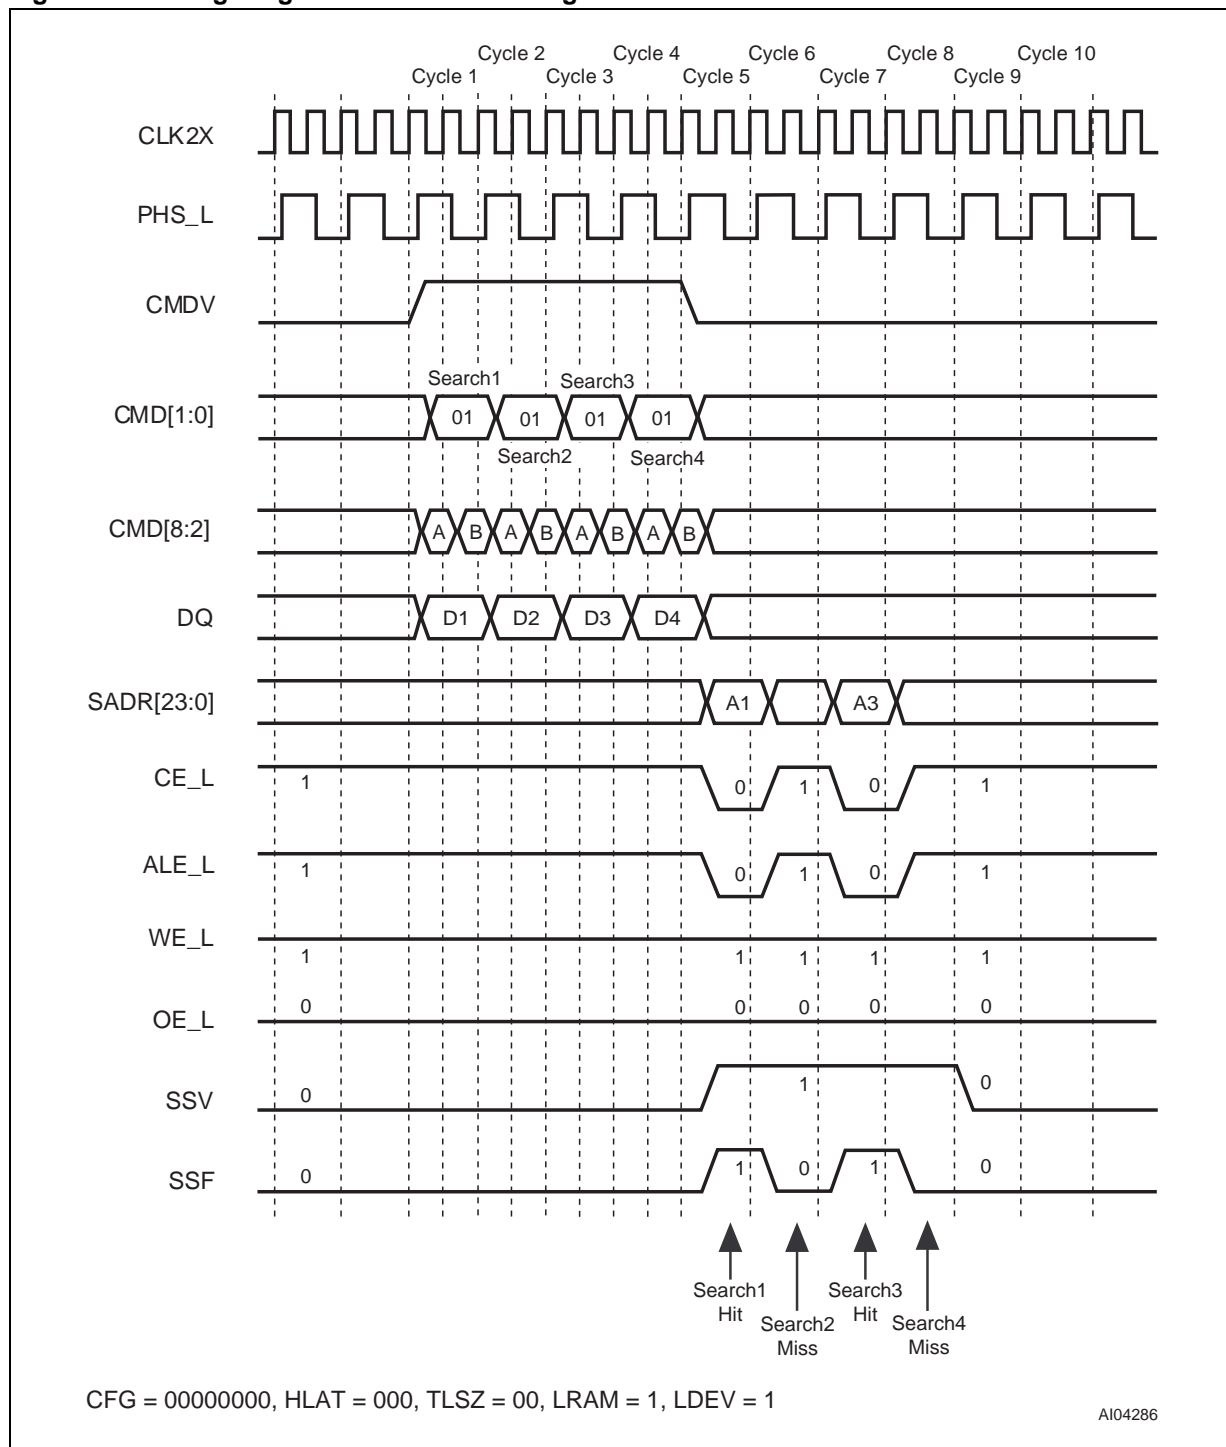 Cycle 2 Cycle 4 Cycle 6 Cycle 8 Cycle 10
Cycle 1 Cycle 3 Cycle 5 Cycle 7 Cycle 9
CLK2X
PHS_L
CMDV
Search1 Search3
CMD[1:0] 01 01 01 01
Search2 Search4
CMD[8:2] A B A B A B A B
DQ D1 D2 D3 D4
SADR[23:0] A1 A3
CE_L 1 0 1 0 1
ALE_L 1 0 1 0 1
WE_L
1 1 1 1 1
0 0 0 0 0
OE_L
SSV 0 1 0
SSF 0 1 0 1 0
Search1 Search3
Hit Hit
Search2 Search4
Miss Miss
CFG = 00000000, HLAT = 000, TLSZ = 00, LRAM = 1, LDEV = 1
AI04286